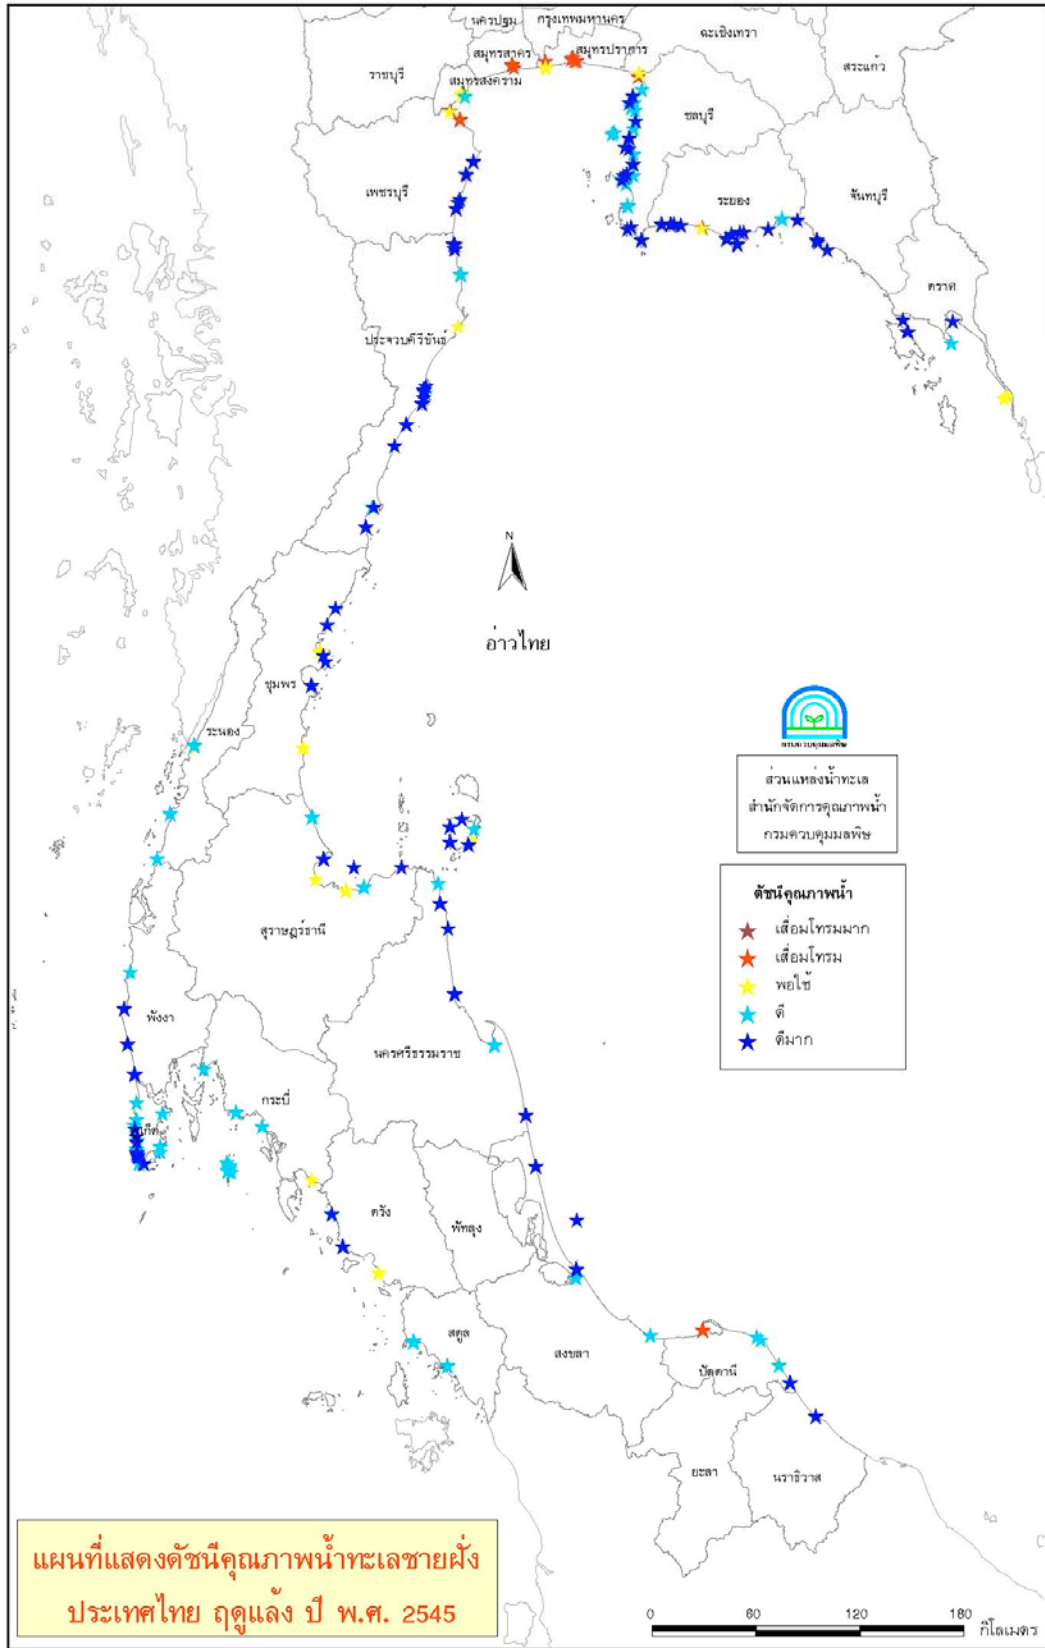 นครปฐม
กรุงเทพมหานคร
สมุทรสาคร
สมุทรปราการ
ฉะเชิงเทรา
สระแก้ว
ราชบุรี
สมุทรสงคราม
ชลบุรี
เพชรบุรี
ระยอง
จันทบุรี
ตราด
ประจวบคีรีขันธ์
N
อ่าวไทย
ชุมพร
ระนอง
กรมควบคุมมลพิษ
ส่วนแหล่งน้ำทะเล
สำนักจัดการคุณภาพน้ำ
กรมควบคุมมลพิษ
ดัชนีคุณภาพน้ำ
เสื่อมโทรมมาก
เสื่อมโทรม
พอใช้
ดี
ดีมาก
สุราษฎร์ธานี
พังงา
นครศรีธรรมราช
กระบี่
ภูเก็ต
ตรัง
พัทลุง
สตูล
สงขลา
ปัตตานี
ยะลา
นราธิวาส
แผนที่แสดงดัชนีคุณภาพน้ำทะเลชายฝั่ง
ประเทศไทย ฤดูแล้ง ปี พ.ศ. 2545
0 60 120 180
กิโลเมตร